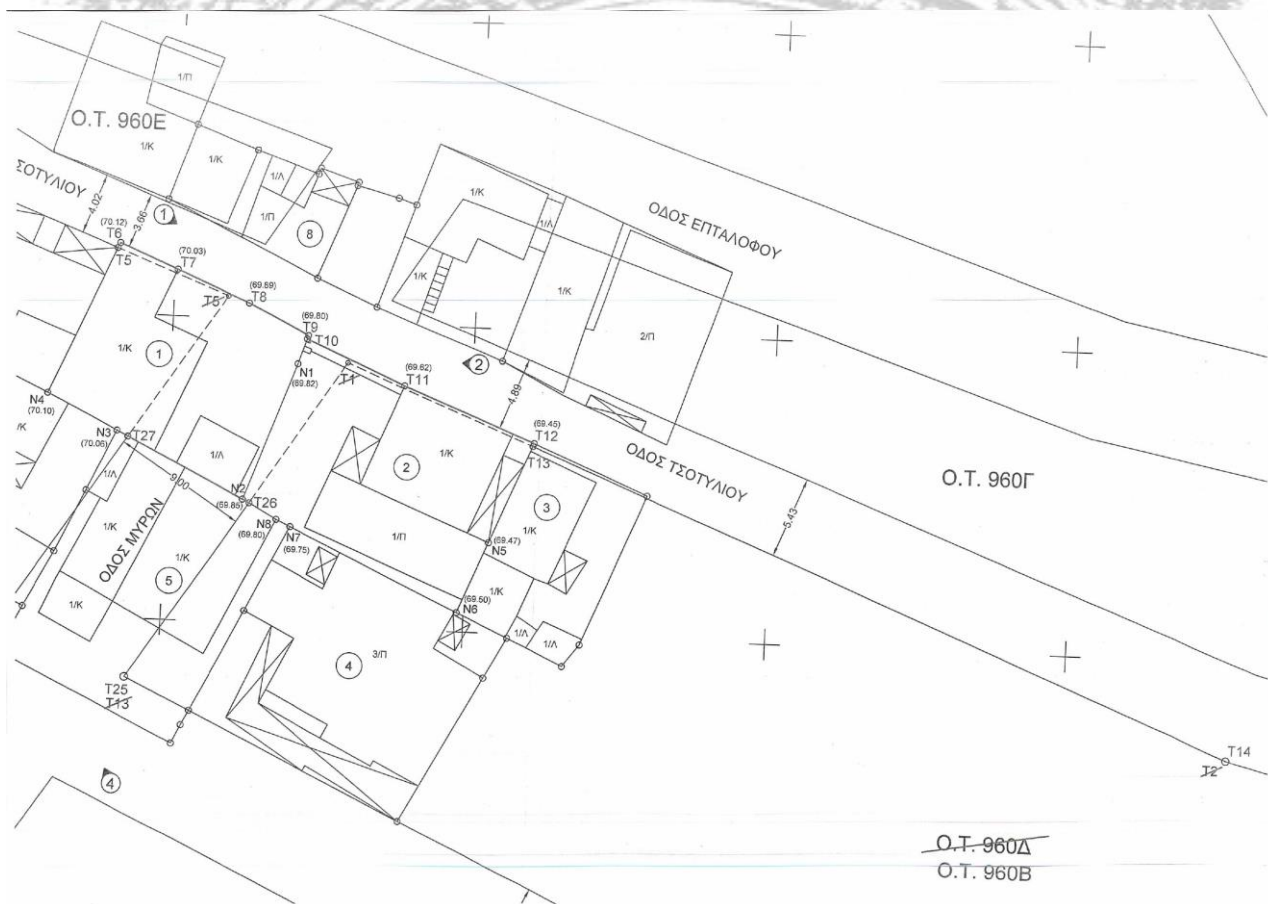 1/Π
Ο.Τ. 960Ε
1/Κ
1/Κ
1/Λ
1/Π
8
ΣΟΤΥΛΙΟΥ
4.02
3.66
1
(70.12)
T6
T5
(70.03)
T7
T5
(69.89)
T8
(69.80)
T9
T10
N1
(69.82)
T1
(69.62)
T11
1/Κ
1/Λ
1/Κ
1/Κ
2/Π
ΟΔΟΣ ΕΠΤΑΛΟΦΟΥ
2
4.89
(69.45)
T12
T13
ΟΔΟΣ ΤΣΟΤΥΛΙΟΥ
Ο.Τ. 960Γ
5.43
1/Κ
1
N4
(70.10)
/Κ
N3
(70.06)
T27
9.00
1/Λ
1/Λ
N2
(69.85)
T26
N8
(69.80)
N7
(69.75)
2
1/Κ
1/Π
3
1/Κ
N5
(69.47)
1/Κ
(69.50)
N6
1/Λ
1/Λ
1/Κ
ΟΔΟΣ ΜΥΡΩΝ
1/Κ
5
1/Κ
4
3/Π
T25
T13
4
T14
T2
Ο.Τ. 960Δ
Ο.Τ. 960Β